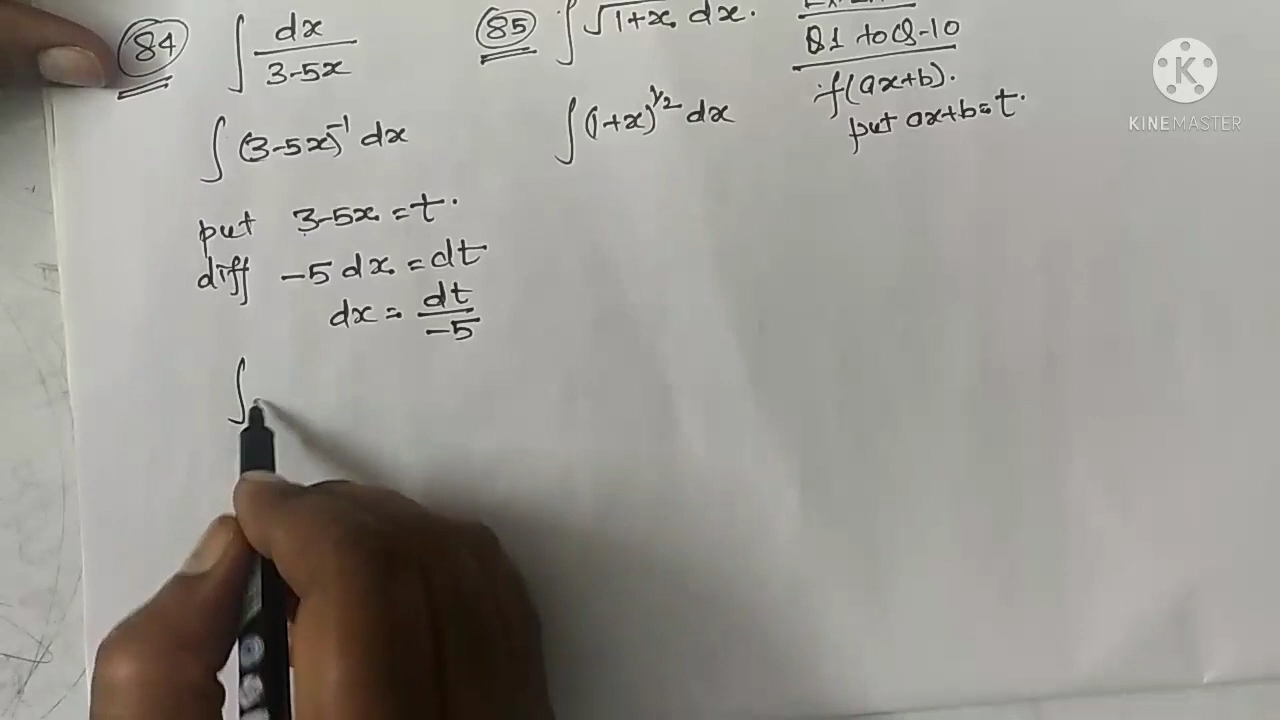 84 ∫ dx / 3-5x
∫ (3-5x)^-1 dx
put 3-5x = t.
diff -5 dx = dt
dx = dt / -5
∫
85 ∫ √1+x dx.
∫ (1+x)^1/2 dx
Q1 to Q-10
f(ax+b).
put ax+b=t.
K
KINEMASTER